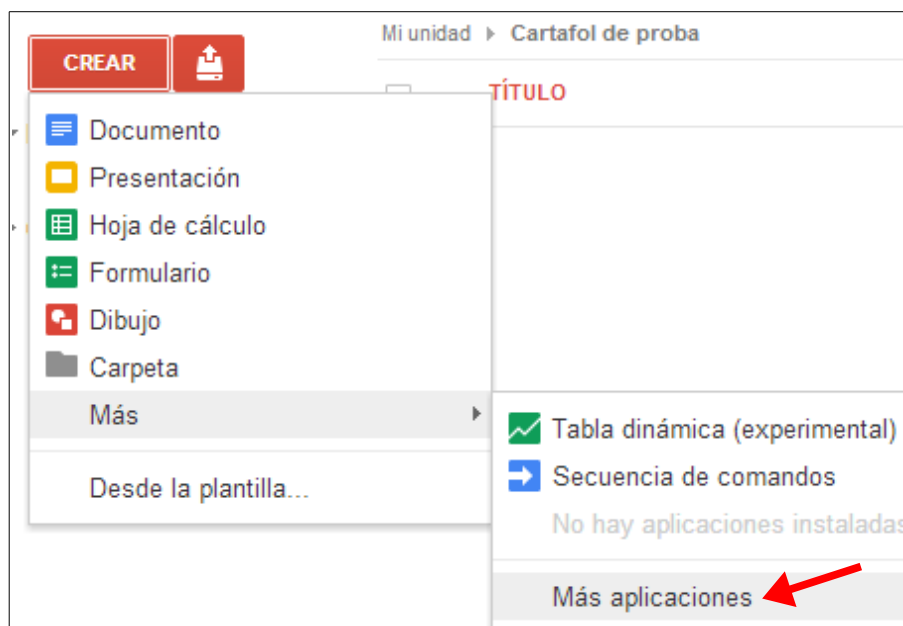 Mi unidad Cartafol de proba
CREAR
TÍTULO
Documento
Presentación
Hoja de cálculo
Formulario
Dibujo
Carpeta
Más
Desde la plantilla...
Tabla dinámica (experimental)
Secuencia de comandos
No hay aplicaciones instaladas
Más aplicaciones